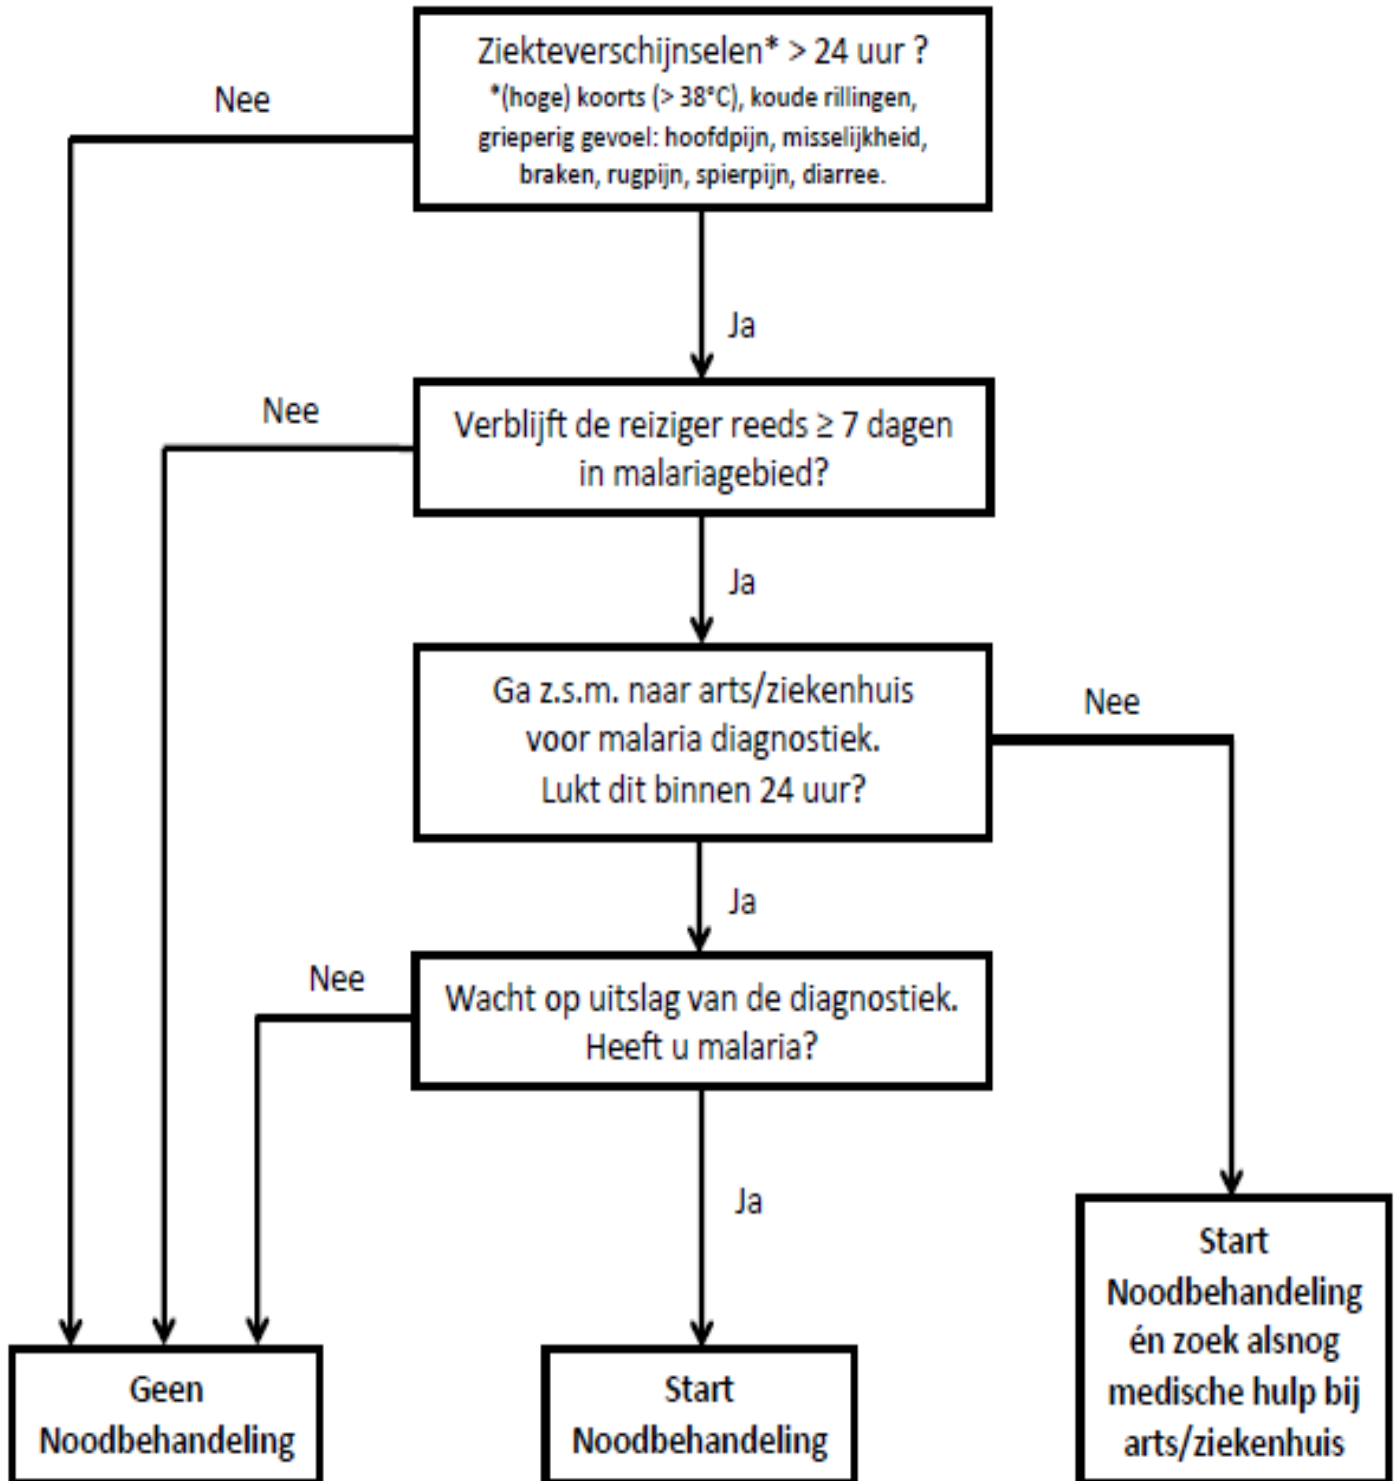 Ziekteverschijnselen* > 24 uur ?
*(hoge) koorts (> 38°C), koude rillingen,
grieperig gevoel: hoofdpijn, misselijkheid,
braken, rugpijn, spierpijn, diarree.
Nee
Ja
Verblijft de reiziger reeds ≥ 7 dagen
in malariagebied?
Nee
Ja
Ga z.s.m. naar arts/ziekenhuis
voor malaria diagnostiek.
Lukt dit binnen 24 uur?
Nee
Ja
Wacht op uitslag van de diagnostiek.
Heeft u malaria?
Nee
Ja
Geen
Noodbehandeling
Start
Noodbehandeling
Start
Noodbehandeling
én zoek alsnog
medische hulp bij
arts/ziekenhuis